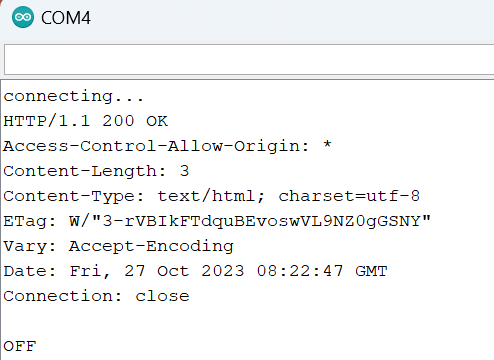 COM4
connecting...
HTTP/1.1 200 OK
Access-Control-Allow-Origin: *
Content-Length: 3
Content-Type: text/html; charset=utf-8
ETag: W/"3-rVBIkFTdquBEvoswVL9NZ0gGSNY"
Vary: Accept-Encoding
Date: Fri, 27 Oct 2023 08:22:47 GMT
Connection: close
OFF